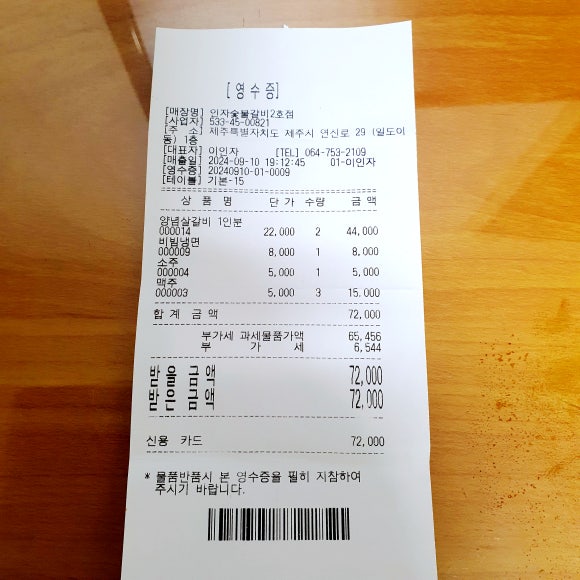 [영 수 증]
[매장명] 인자숯불갈비2호점
[사업자] 533-45-00821
[주 소] 제주특별자치도 제주시 연신로 29 (일도이
동) 1층
[대표자] 이인자 [TEL] 064-753-2109
[매출일] 2024-09-10 19:12:45 01-이인자
[영수증] 20240910-01-0009
[테이블] 기본-15
상 품 명 단 가 수량 금 액
양념살갈비 1인분
000014 22,000 2 44,000
비빔냉면
000009 8,000 1 8,000
소주
000004 5,000 1 5,000
맥주
000003 5,000 3 15,000
합 계 금 액 72,000
부가세 과세물품가액 65,456
부 가 세 6,544
받 을 금 액 72,000
받 은 금 액 72,000
신용 카드 72,000
* 물품반품시 본 영수증을 필히 지참하여
주시기 바랍니다.